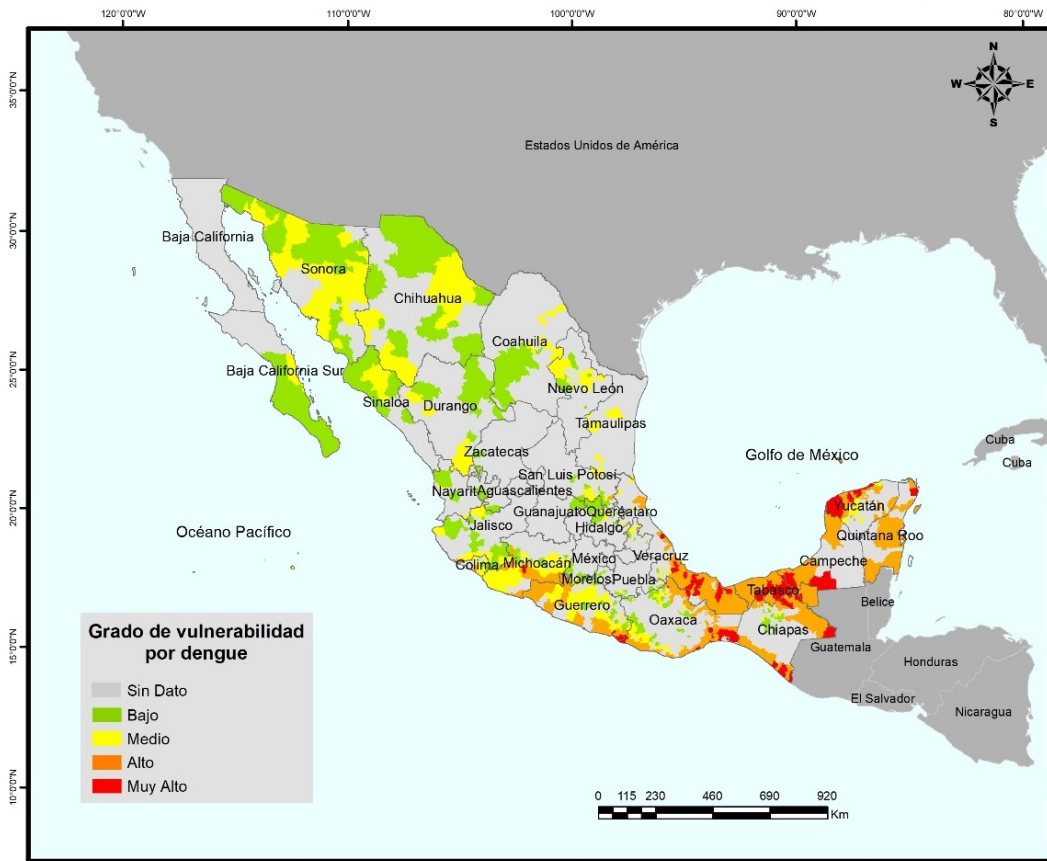 120°0'0"W
110°0'0"W
100°0'0"W
90°0'0"W
80°0'0"W
35°0'0"N
30°0'0"N
25°0'0"N
20°0'0"N
15°0'0"N
10°0'0"N
N
W
E
S
Estados Unidos de América
Baja California
Sonora
Chihuahua
Coahuila
Baja California Sur
Nuevo León
Sinaloa
Durango
Tamaulipas
Zacatecas
Golfo de México
Cuba
Cuba
San Luis Potosí
Nayarit
Aguascalientes
Guanajuato
Queréataro
Yucatán
Océano Pacífico
Jalisco
Hidalgo
Quintana Roo
Colima
Michoacán
México
Veracruz
Campeche
Morelos
Puebla
Tabasco
Belice
Guerrero
Oaxaca
Chiapas
Guatemala
Honduras
El Salvador
Nicaragua
Grado de vulnerabilidad
por dengue
Sin Dato
Bajo
Medio
Alto
Muy Alto
0 115 230 460 690 920
Km